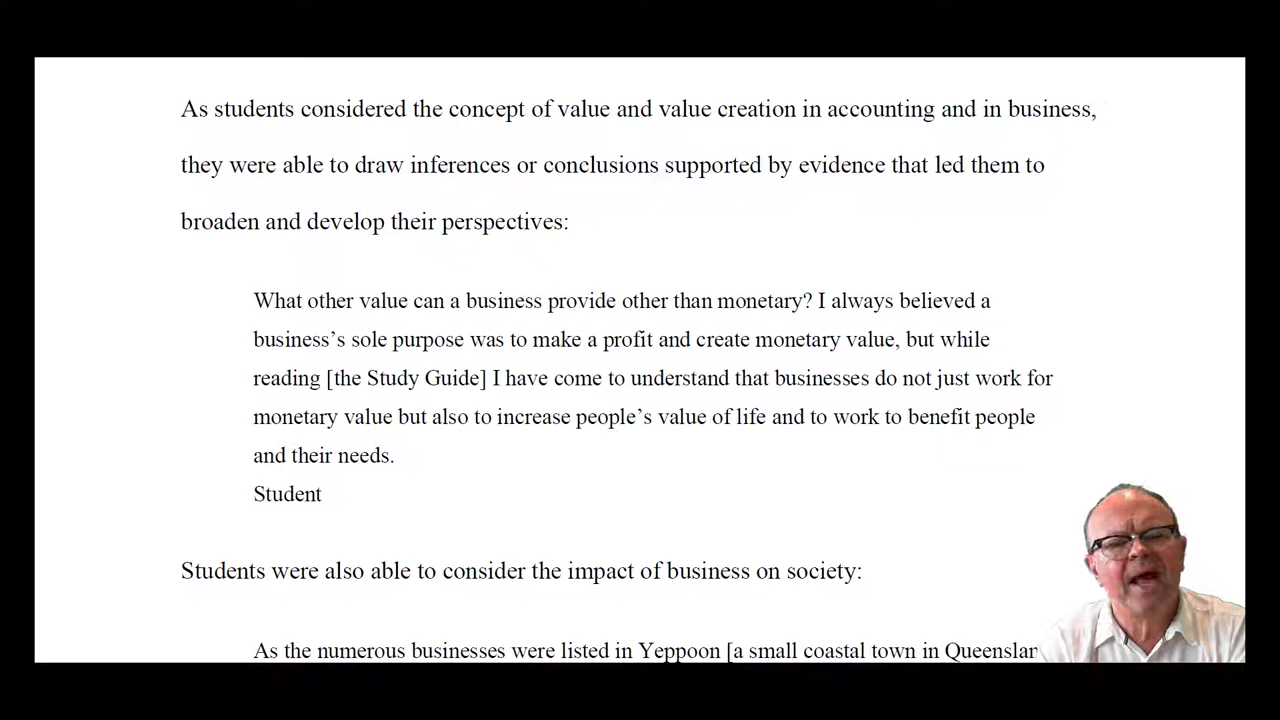 As students considered the concept of value and value creation in accounting and in business,
they were able to draw inferences or conclusions supported by evidence that led them to
broaden and develop their perspectives:
What other value can a business provide other than monetary? I always believed a
business’s sole purpose was to make a profit and create monetary value, but while
reading [the Study Guide] I have come to understand that businesses do not just work for
monetary value but also to increase people’s value of life and to work to benefit people
and their needs.
Student
Students were also able to consider the impact of business on society:
As the numerous businesses were listed in Yeppoon [a small coastal town in Queenslan